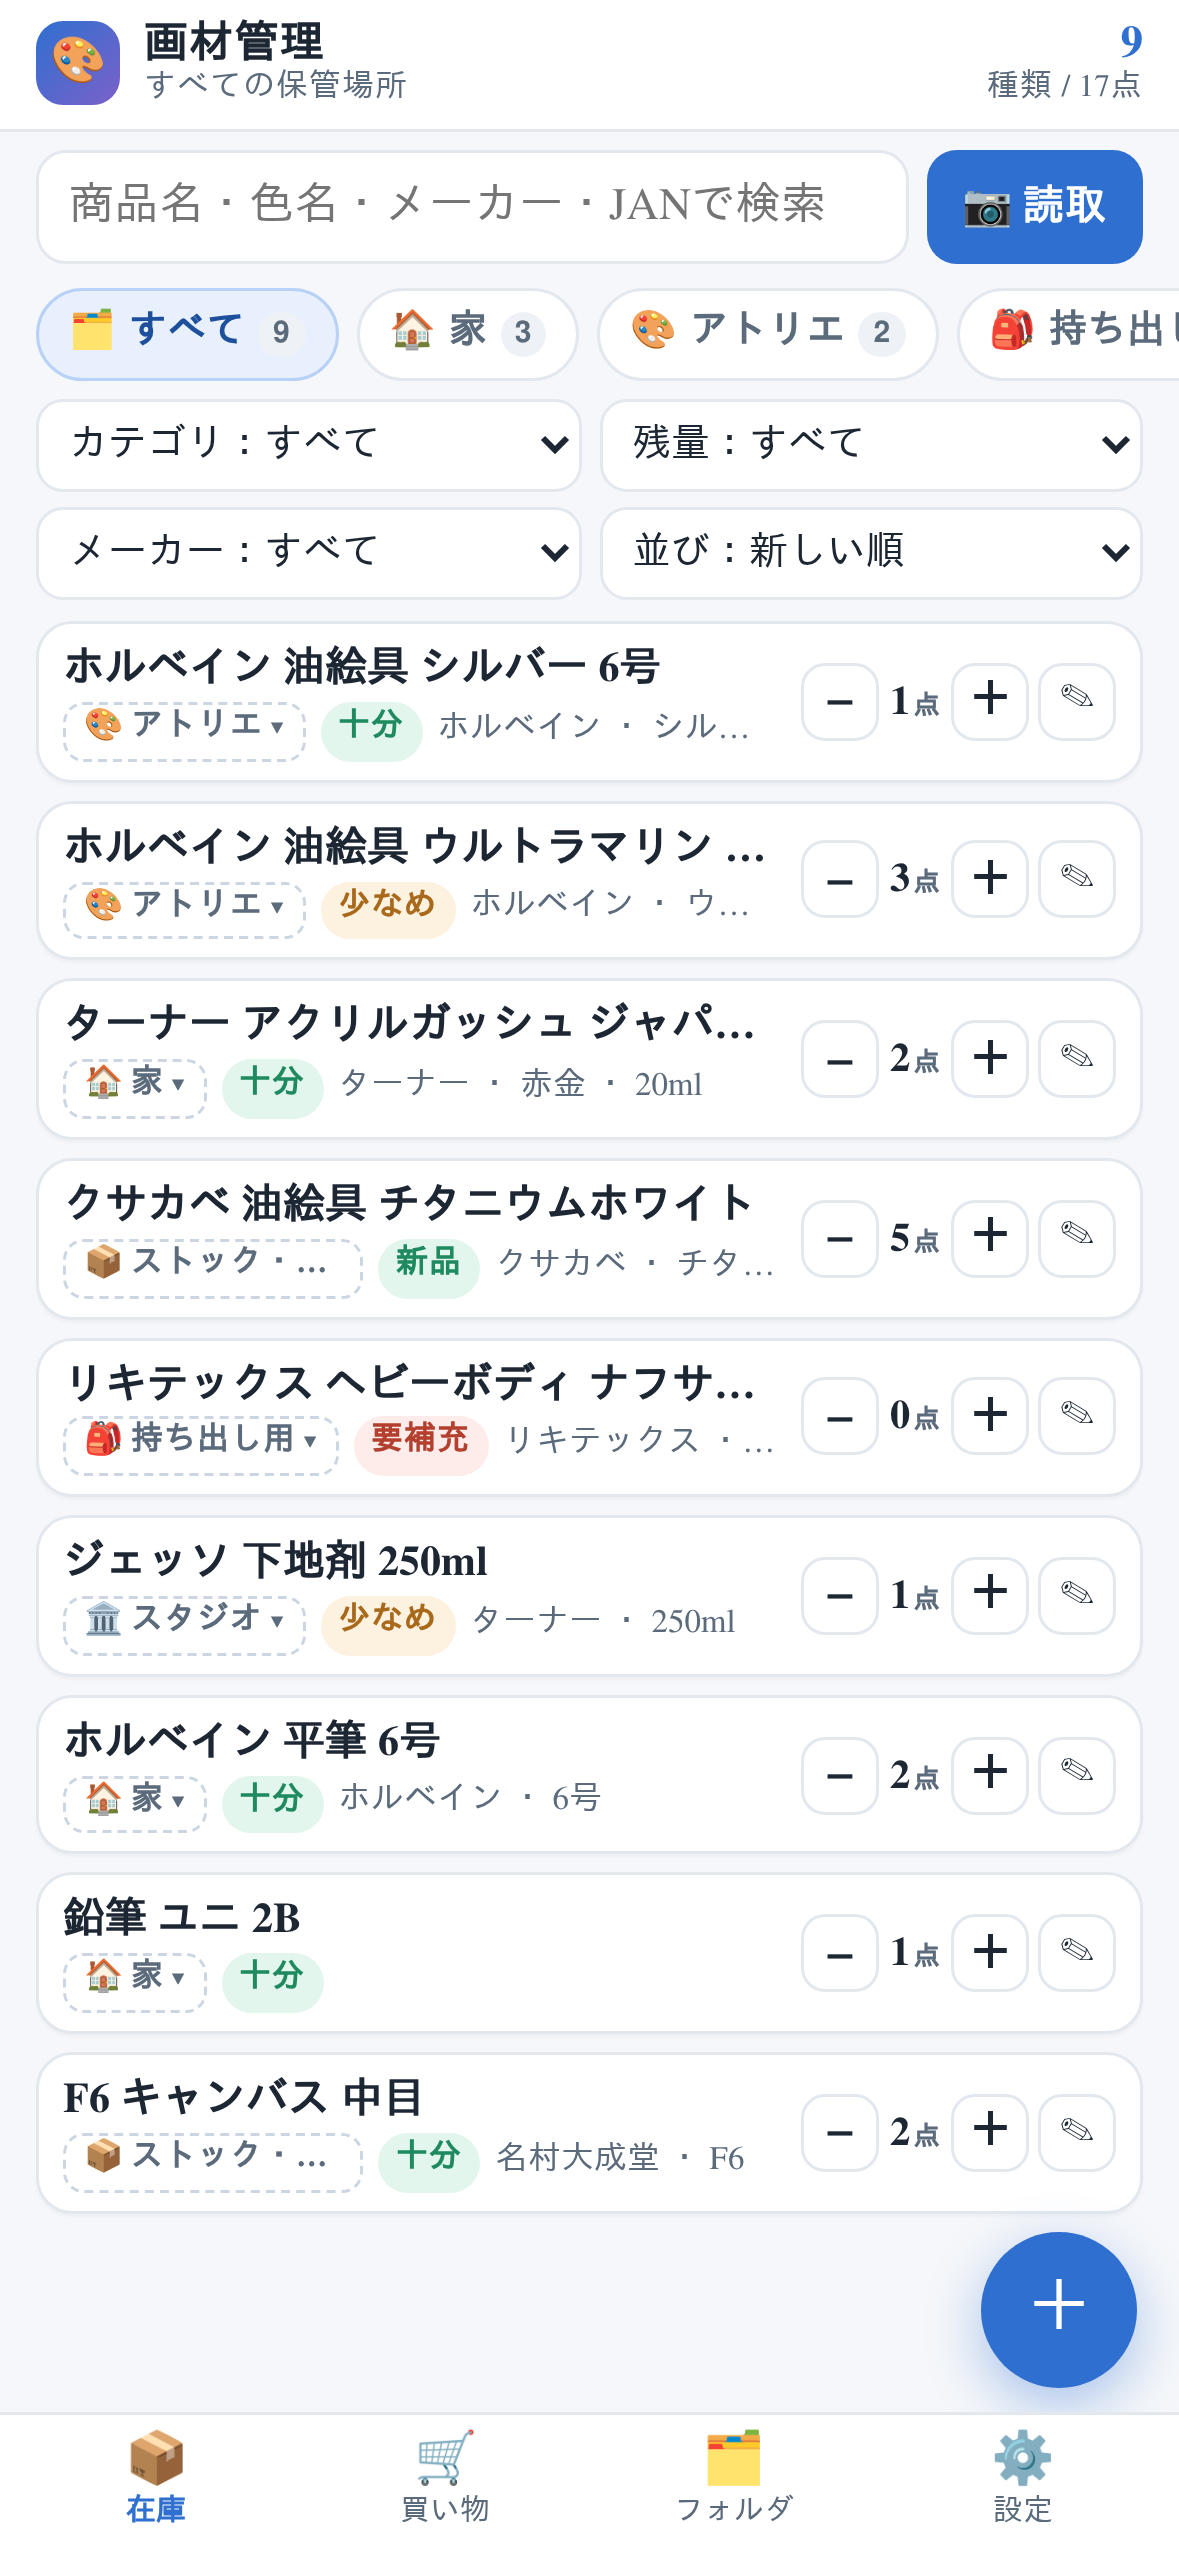 画材管理
すべての保管場所
9
種類 / 17点
商品名・色名・メーカー・JANで検索
読取
すべて 9
家 3
アトリエ 2
持ち出し
カテゴリ：すべて
残量：すべて
メーカー：すべて
並び：新しい順
ホルベイン 油絵具 シルバー 6号
アトリエ ▾ 十分 ホルベイン ・ シル…
− 1点 +
ホルベイン 油絵具 ウルトラマリン …
アトリエ ▾ 少なめ ホルベイン ・ ウ…
− 3点 +
ターナー アクリルガッシュ ジャパ…
家 ▾ 十分 ターナー ・ 赤金 ・ 20ml
− 2点 +
クサカベ 油絵具 チタニウムホワイト
ストック・… 新品 クサカベ ・ チタ…
− 5点 +
リキテックス ヘビーボディ ナフサ…
持ち出し用 ▾ 要補充 リキテックス ・…
− 0点 +
ジェッソ 下地剤 250ml
スタジオ ▾ 少なめ ターナー ・ 250ml
− 1点 +
ホルベイン 平筆 6号
家 ▾ 十分 ホルベイン ・ 6号
− 2点 +
鉛筆 ユニ 2B
家 ▾ 十分
− 1点 +
F6 キャンバス 中目
ストック・… 十分 名村大成堂 ・ F6
− 2点 +
+
在庫
買い物
フォルダ
設定